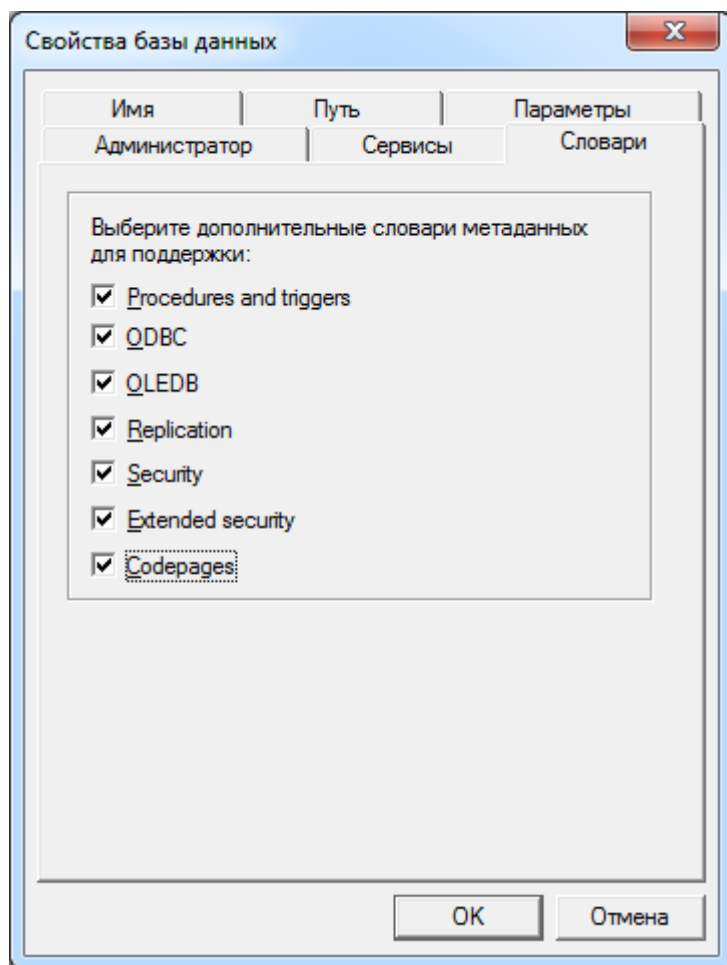 Свойства базы данных
Имя
Путь
Параметры
Администратор
Сервисы
Словари
Выберите дополнительные словари метаданных
для поддержки:
Procedures and triggers
ODBC
OLEDB
Replication
Security
Extended security
Codepages
OK
Отмена